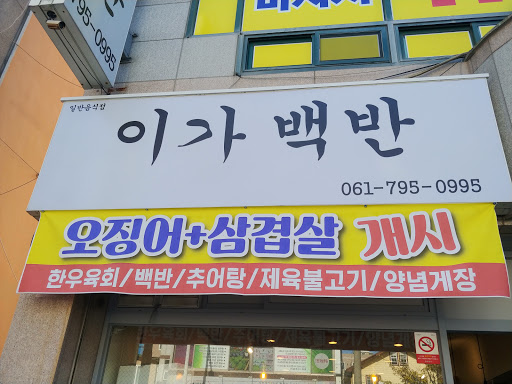 95-0995
일반음식점
이가백반
061-795-0995
오징어+삼겹살 개시
한우육회/백반/추어탕/제육불고기/양념게장